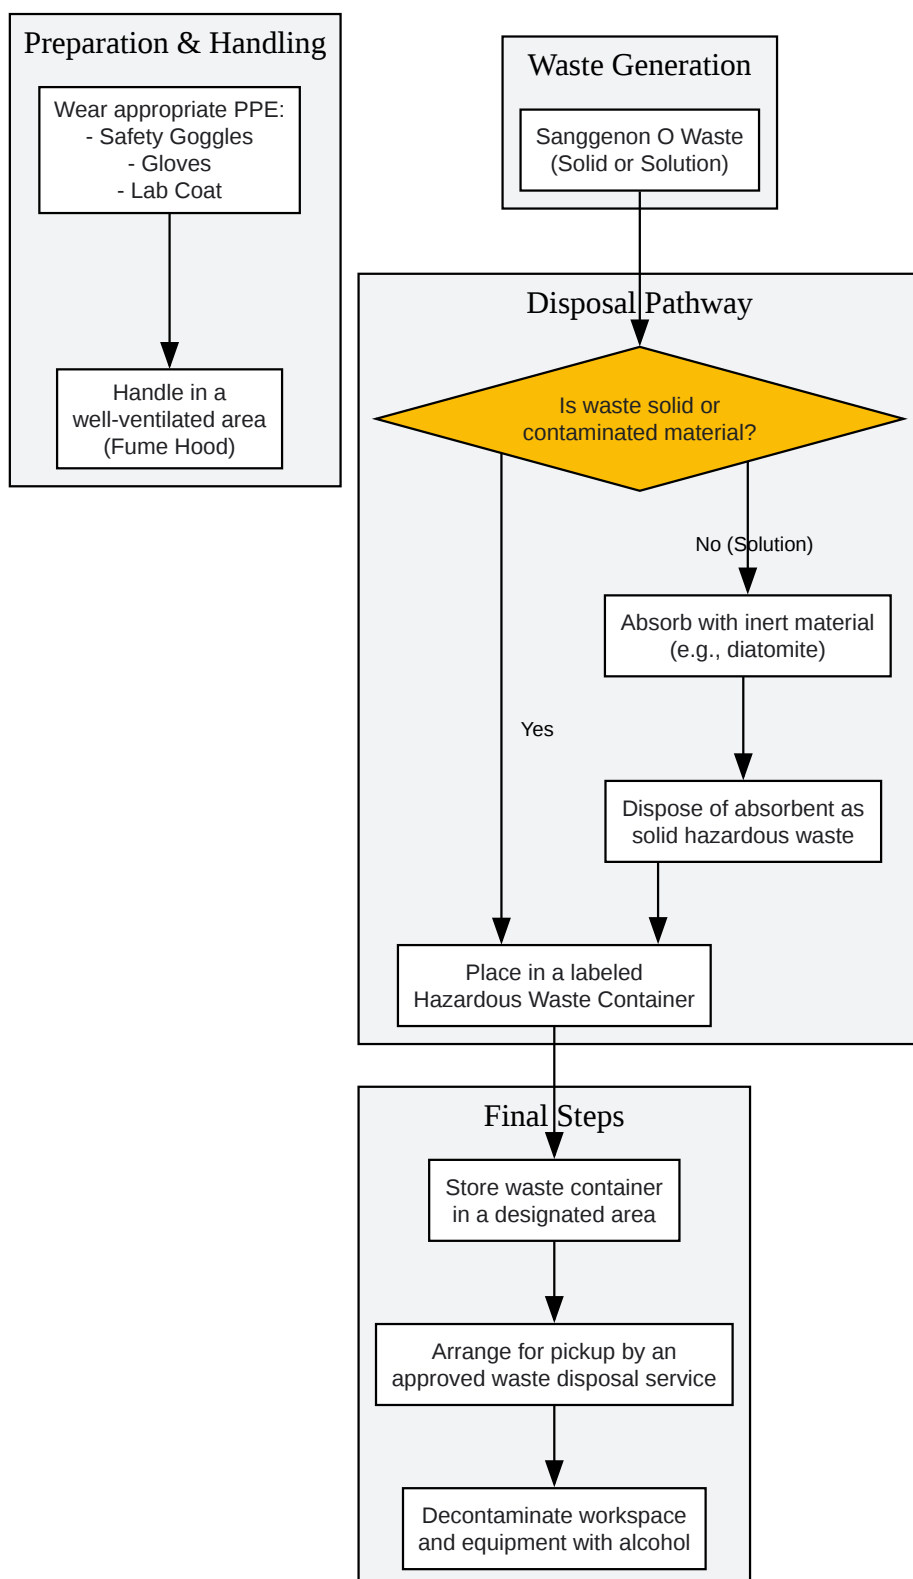 Preparation & Handling
Wear appropriate PPE:
- Safety Goggles
- Gloves
- Lab Coat
Handle in a
well-ventilated area
(Fume Hood)
Waste Generation
Sanggenon O Waste
(Solid or Solution)
Disposal Pathway
Is waste solid or
contaminated material?
No (Solution)
Absorb with inert material
(e.g., diatomite)
Yes
Dispose of absorbent as
solid hazardous waste
Place in a labeled
Hazardous Waste Container
Final Steps
Store waste container
in a designated area
Arrange for pickup by an
approved waste disposal service
Decontaminate workspace
and equipment with alcohol